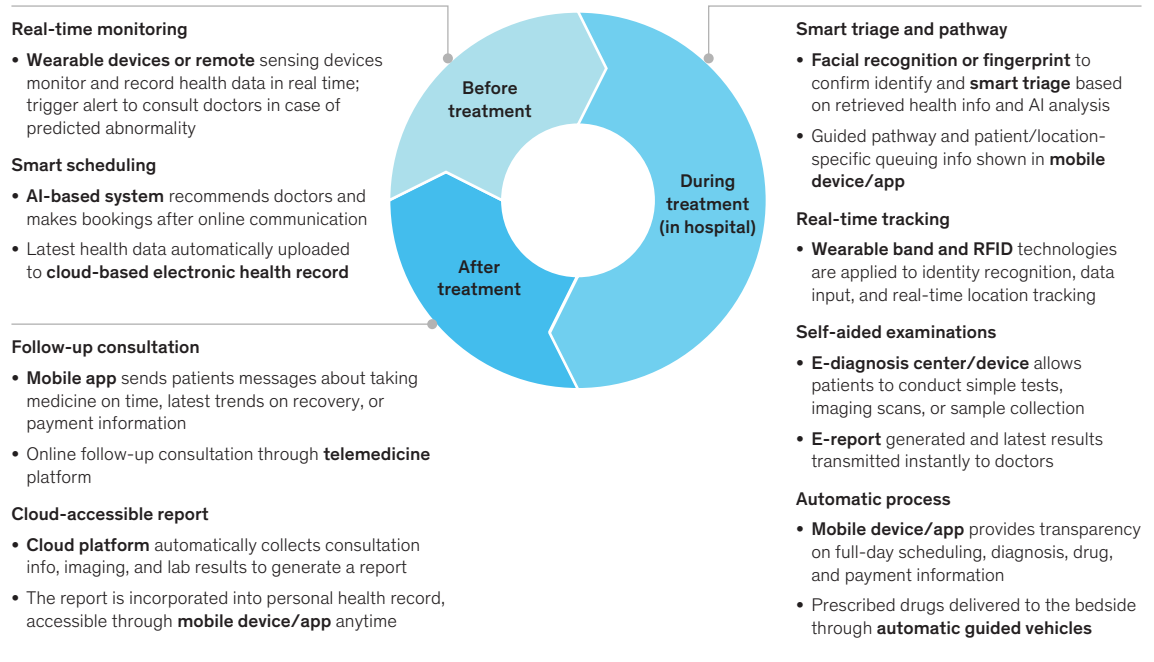 Real-time monitoring
• Wearable devices or remote sensing devices
monitor and record health data in real time;
trigger alert to consult doctors in case of
predicted abnormality
Smart scheduling
• AI-based system recommends doctors and
makes bookings after online communication
• Latest health data automatically uploaded
to cloud-based electronic health record
Before
treatment
During
treatment
(in hospital)
After
treatment
Smart triage and pathway
• Facial recognition or fingerprint to
confirm identify and smart triage based
on retrieved health info and AI analysis
• Guided pathway and patient/location-
specific queuing info shown in mobile
device/app
Real-time tracking
• Wearable band and RFID technologies
are applied to identity recognition, data
input, and real-time location tracking
Self-aided examinations
• E-diagnosis center/device allows
patients to conduct simple tests,
imaging scans, or sample collection
• E-report generated and latest results
transmitted instantly to doctors
Automatic process
• Mobile device/app provides transparency
on full-day scheduling, diagnosis, drug,
and payment information
• Prescribed drugs delivered to the bedside
through automatic guided vehicles
Follow-up consultation
• Mobile app sends patients messages about taking
medicine on time, latest trends on recovery, or
payment information
• Online follow-up consultation through telemedicine
platform
Cloud-accessible report
• Cloud platform automatically collects consultation
info, imaging, and lab results to generate a report
• The report is incorporated into personal health record,
accessible through mobile device/app anytime